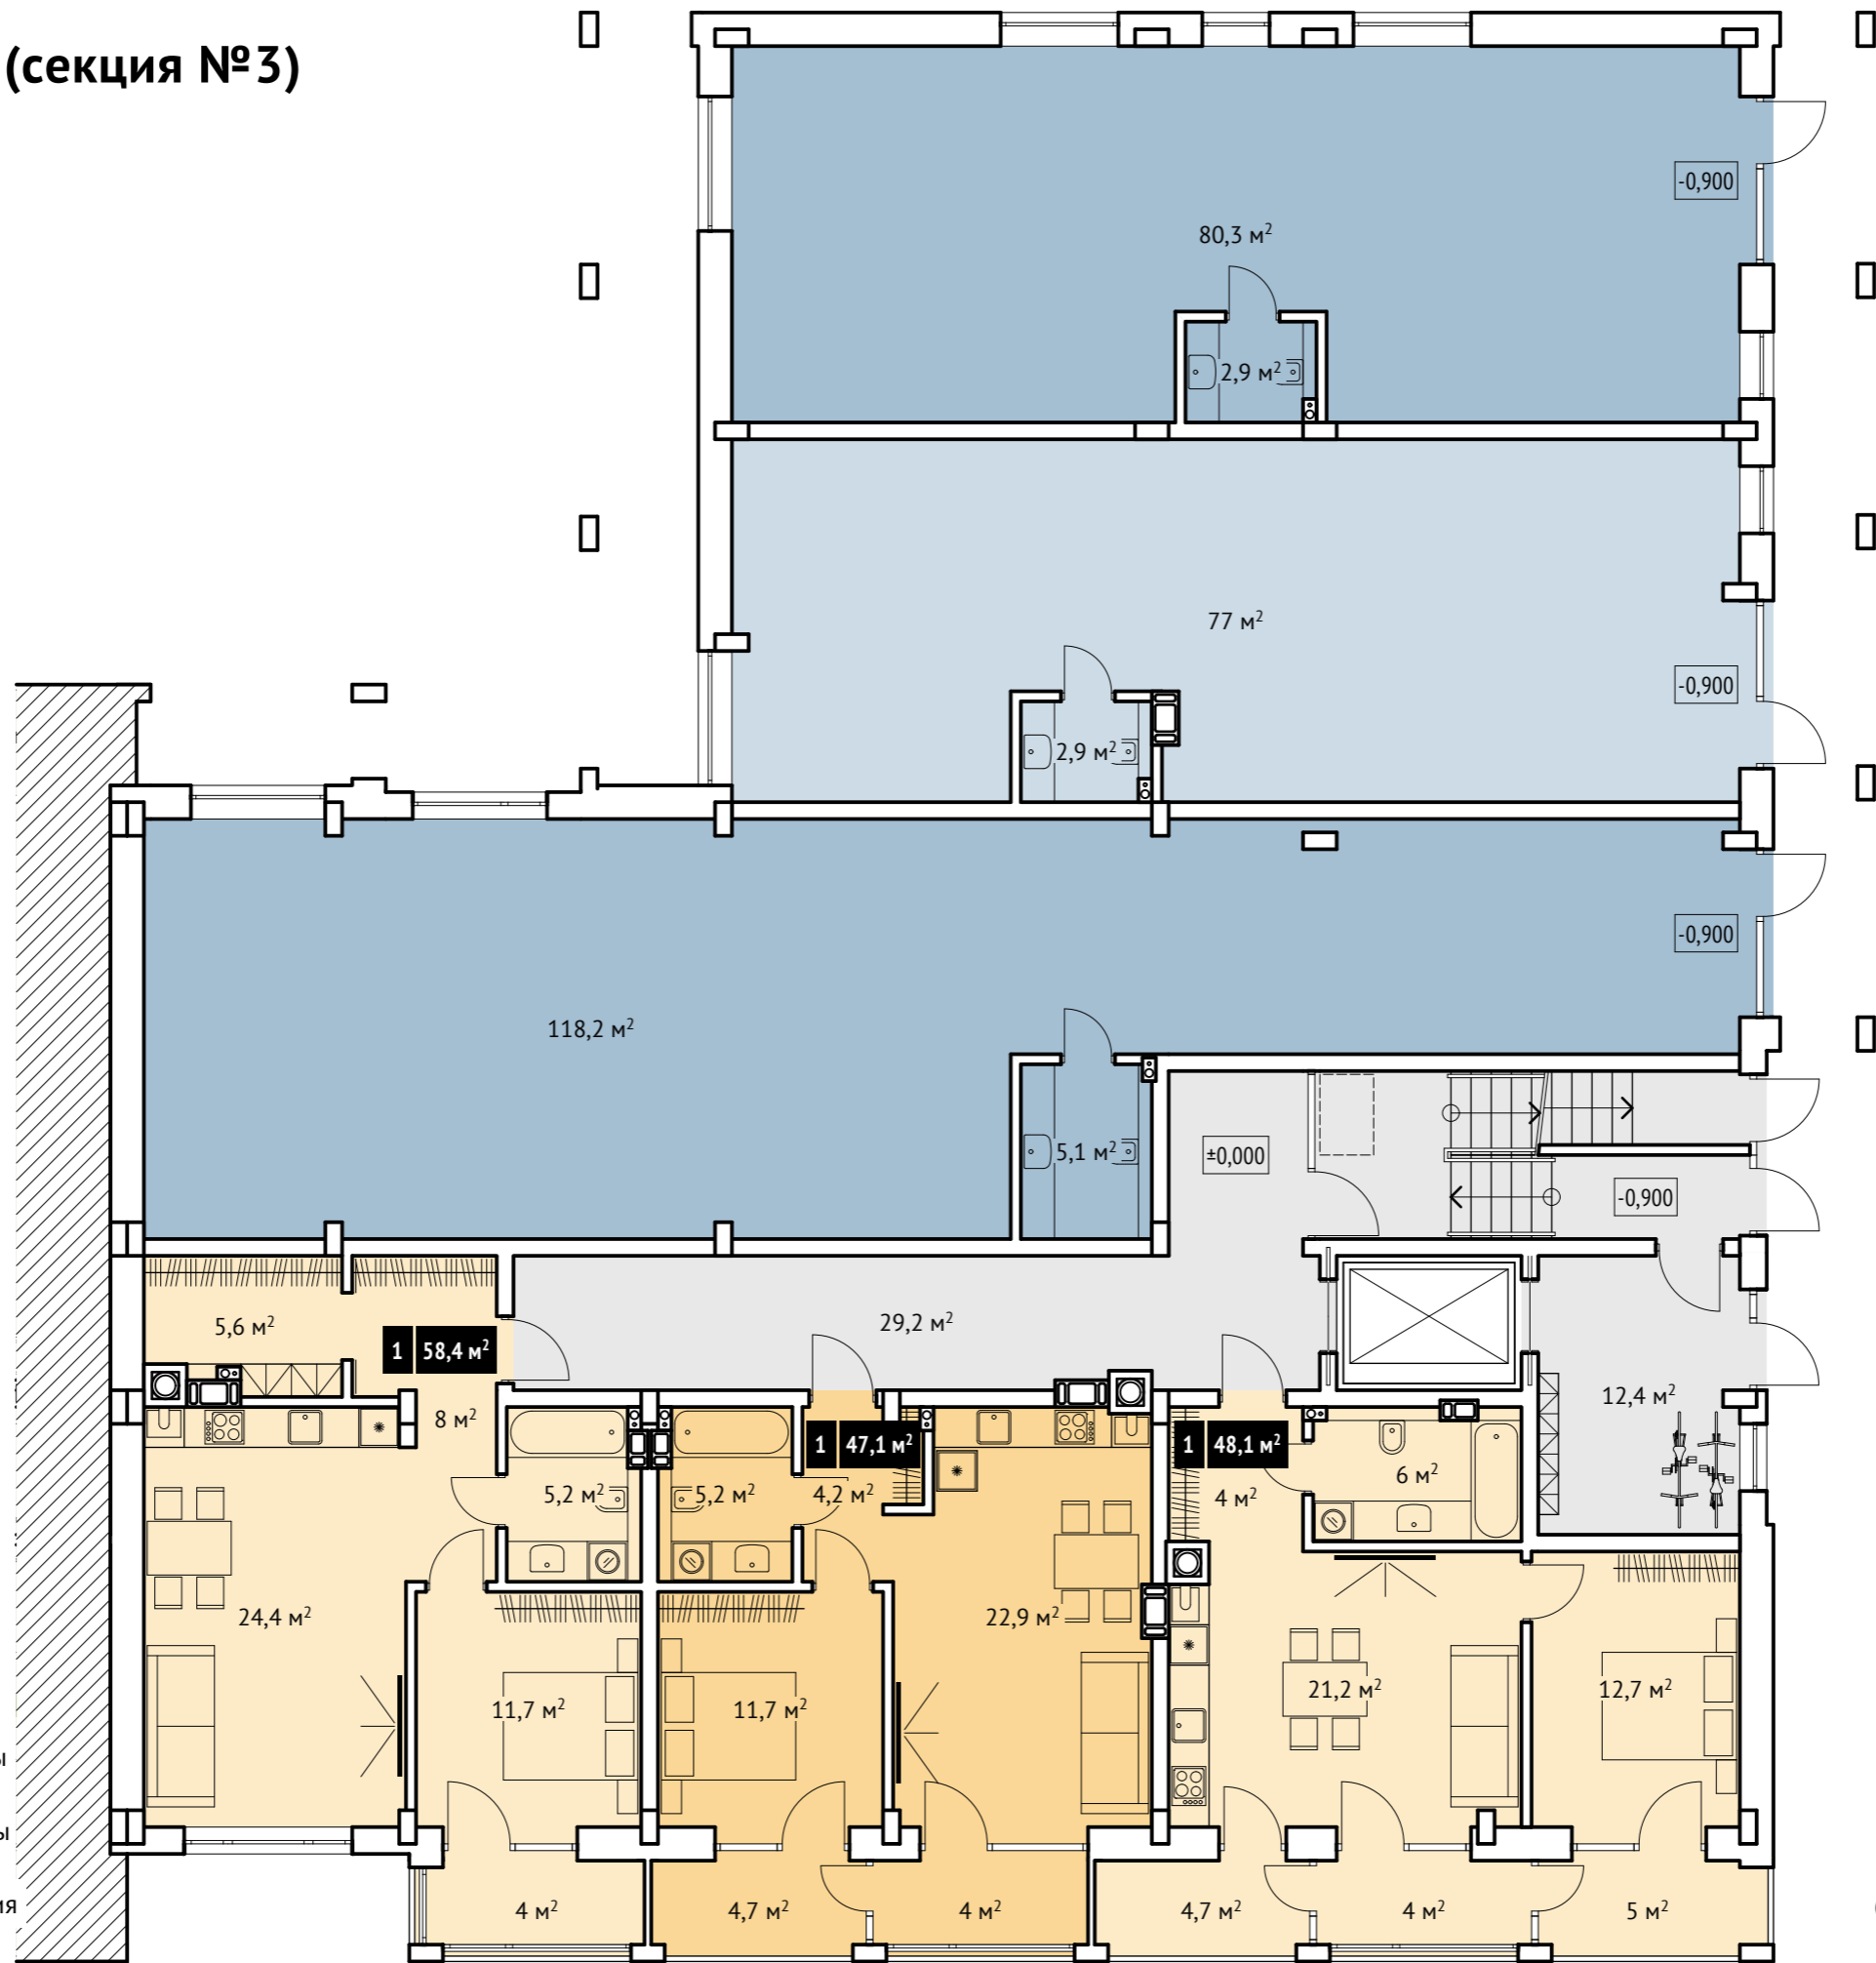 (секция №3)
-0,900
80,3 м²
2,9 м²
77 м²
-0,900
2,9 м²
-0,900
118,2 м²
5,1 м²
±0,000
-0,900
5,6 м²
29,2 м²
1 58,4 м²
12,4 м²
8 м²
1 47,1 м²
1 48,1 м²
5,2 м²
5,2 м²
4,2 м²
4 м²
6 м²
24,4 м²
22,9 м²
11,7 м²
11,7 м²
21,2 м²
12,7 м²
ы
ы
ия
4 м²
4,7 м²
4 м²
4,7 м²
4 м²
5 м²